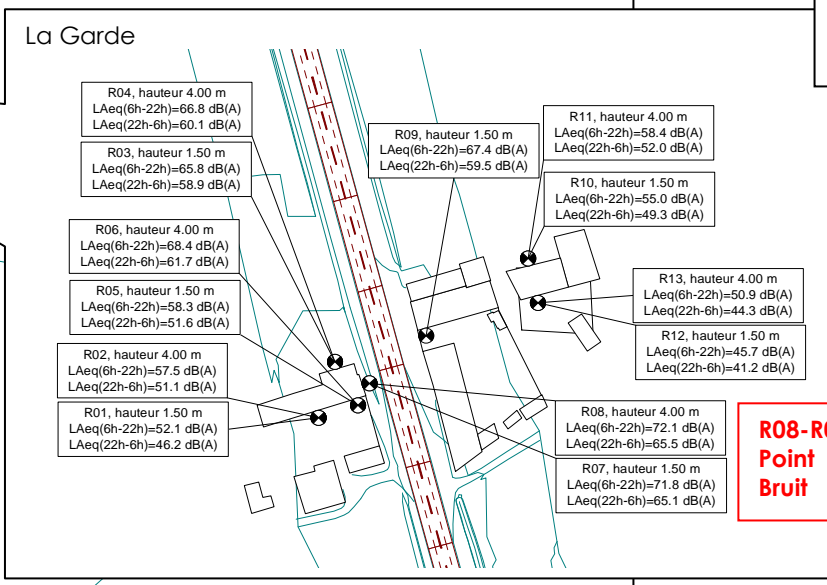 La Garde
R04, hauteur 4.00 m
LAeq(6h-22h)=66.8 dB(A)
LAeq(22h-6h)=60.1 dB(A)
R03, hauteur 1.50 m
LAeq(6h-22h)=65.8 dB(A)
LAeq(22h-6h)=58.9 dB(A)
R06, hauteur 4.00 m
LAeq(6h-22h)=68.4 dB(A)
LAeq(22h-6h)=61.7 dB(A)
R05, hauteur 1.50 m
LAeq(6h-22h)=58.3 dB(A)
LAeq(22h-6h)=51.6 dB(A)
R02, hauteur 4.00 m
LAeq(6h-22h)=57.5 dB(A)
LAeq(22h-6h)=51.1 dB(A)
R01, hauteur 1.50 m
LAeq(6h-22h)=52.1 dB(A)
LAeq(22h-6h)=46.2 dB(A)
R09, hauteur 1.50 m
LAeq(6h-22h)=67.4 dB(A)
LAeq(22h-6h)=59.5 dB(A)
R11, hauteur 4.00 m
LAeq(6h-22h)=58.4 dB(A)
LAeq(22h-6h)=52.0 dB(A)
R10, hauteur 1.50 m
LAeq(6h-22h)=55.0 dB(A)
LAeq(22h-6h)=49.3 dB(A)
R13, hauteur 4.00 m
LAeq(6h-22h)=50.9 dB(A)
LAeq(22h-6h)=44.3 dB(A)
R12, hauteur 1.50 m
LAeq(6h-22h)=45.7 dB(A)
LAeq(22h-6h)=41.2 dB(A)
R08, hauteur 4.00 m
LAeq(6h-22h)=72.1 dB(A)
LAeq(22h-6h)=65.5 dB(A)
R07, hauteur 1.50 m
LAeq(6h-22h)=71.8 dB(A)
LAeq(22h-6h)=65.1 dB(A)
R08-R0
Point
Bruit